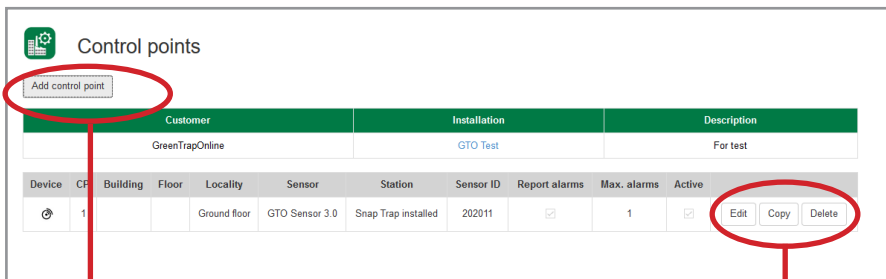 Control points
Add control point
Customer Installation Description
GreenTrapOnline GTO Test For test
Device CP Building Floor Locality Sensor Station Sensor ID Report alarms Max. alarms Active
1 Ground floor GTO Sensor 3.0 Snap Trap installed 202011 1 Edit Copy Delete